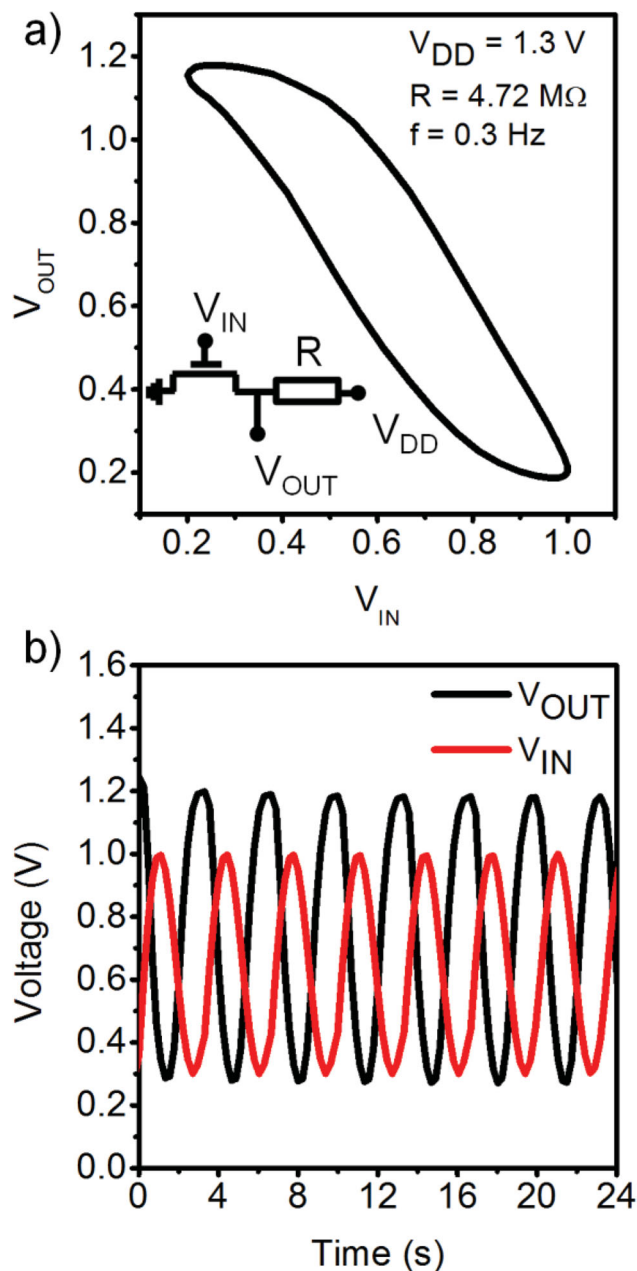 a)
V_DD = 1.3 V
R = 4.72 MΩ
f = 0.3 Hz
1.2
1.0
0.8
0.6
0.4
0.2
V_OUT
V_IN
R
V_DD
V_OUT
0.2 0.4 0.6 0.8 1.0
V_IN
b)
1.6
1.4
1.2
1.0
0.8
0.6
0.4
0.2
0.0
Voltage (V)
V_OUT
V_IN
0 4 8 12 16 20 24
Time (s)